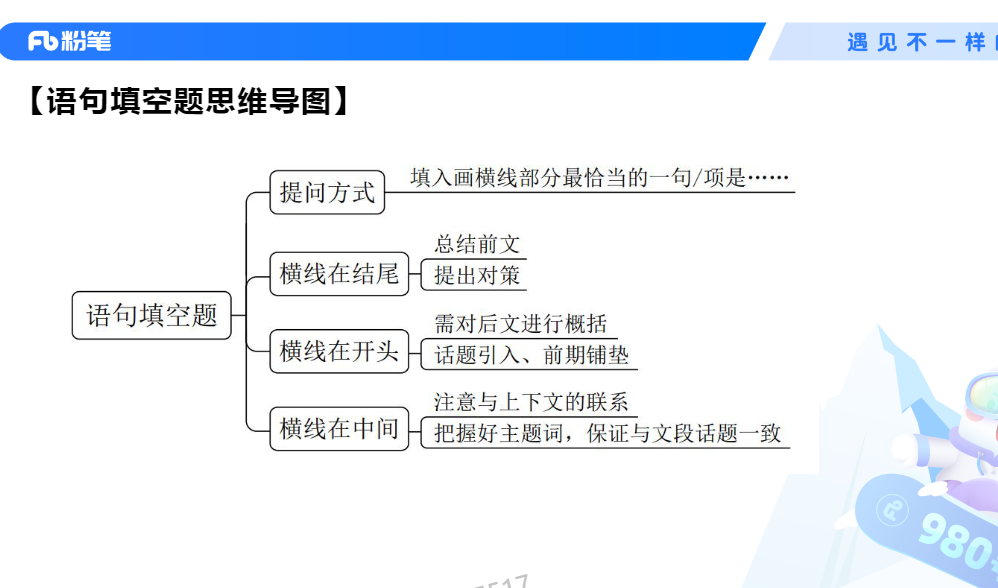 粉笔
遇见不一样
【语句填空题思维导图】
提问方式
填入画横线部分最恰当的一句/项是……
总结前文
横线在结尾
提出对策
语句填空题
需对后文进行概括
横线在开头
话题引入、前期铺垫
注意与上下文的联系
横线在中间
把握好主题词，保证与文段话题一致
980
517